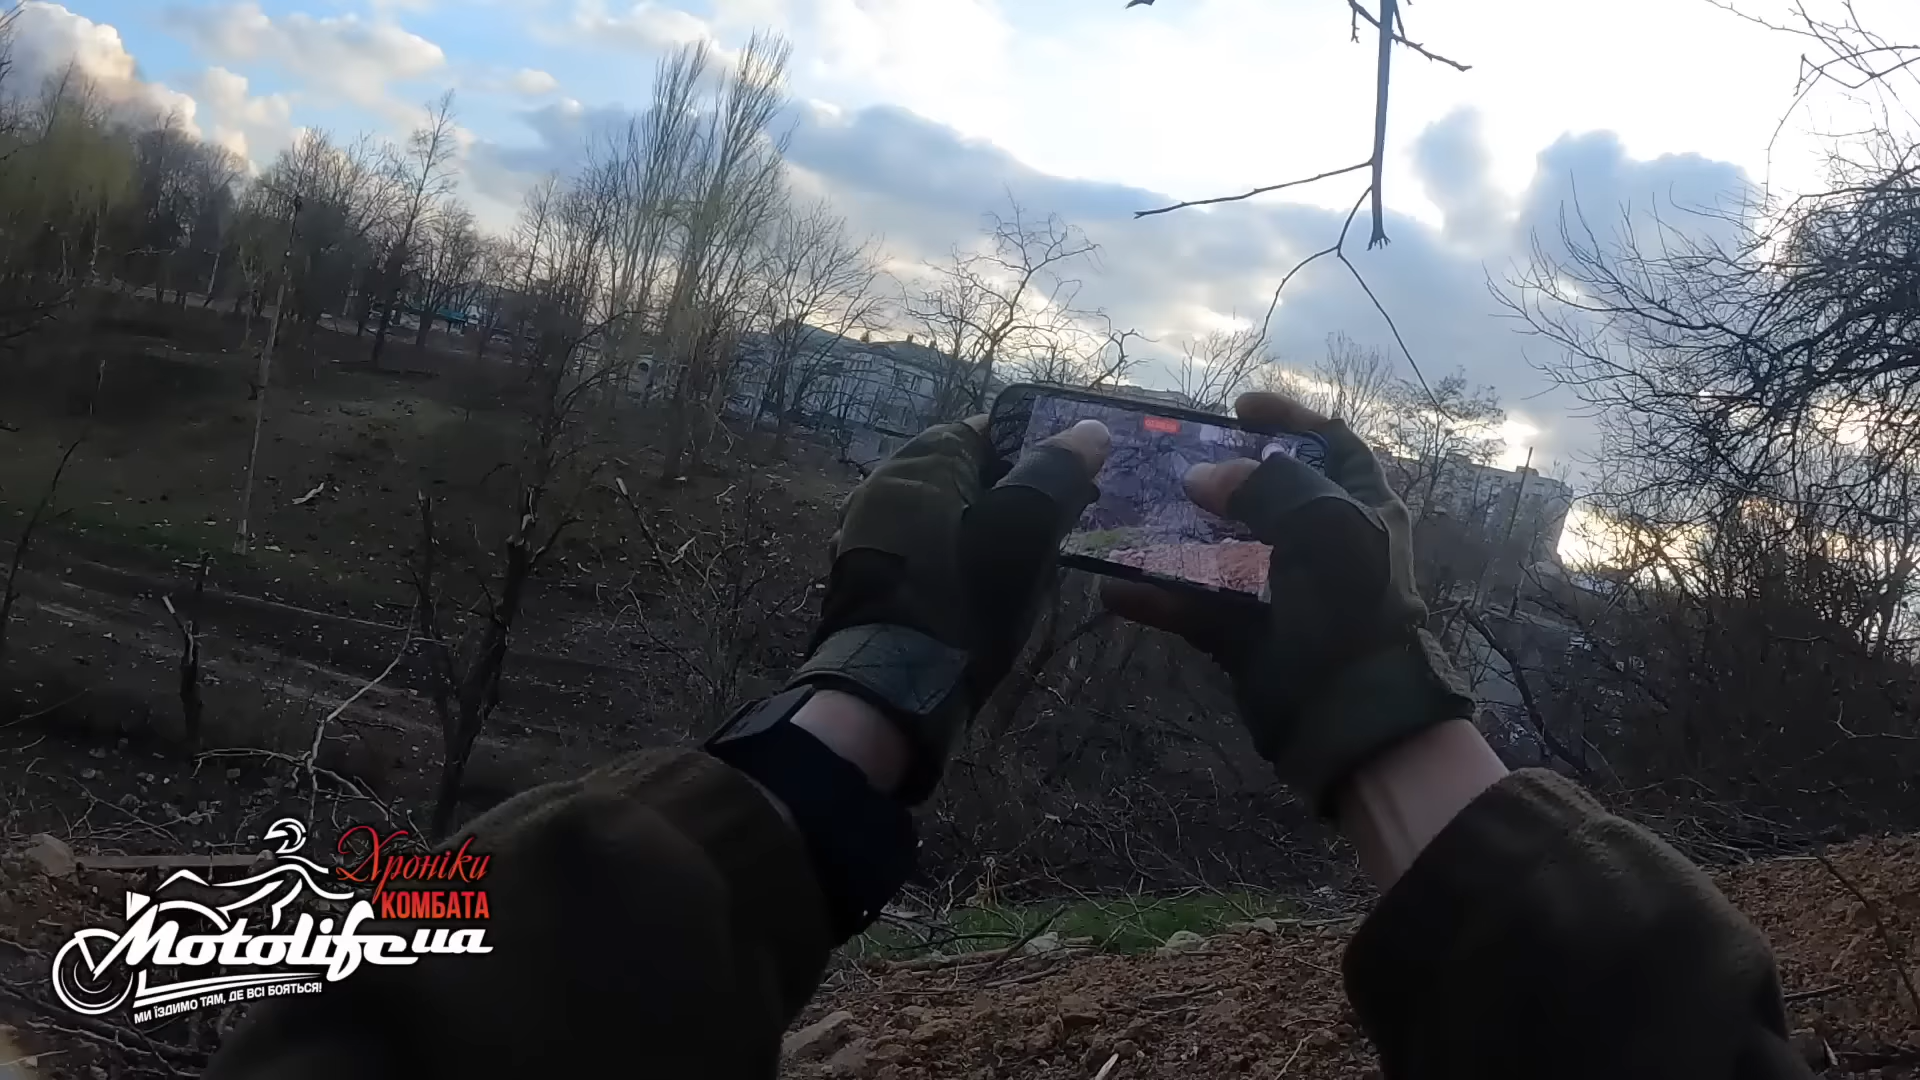 Хроніки
КОМБАТА
Motolife.ua
МИ ЇЗДИМО ТАМ, ДЕ ВСІ БОЯТЬСЯ!